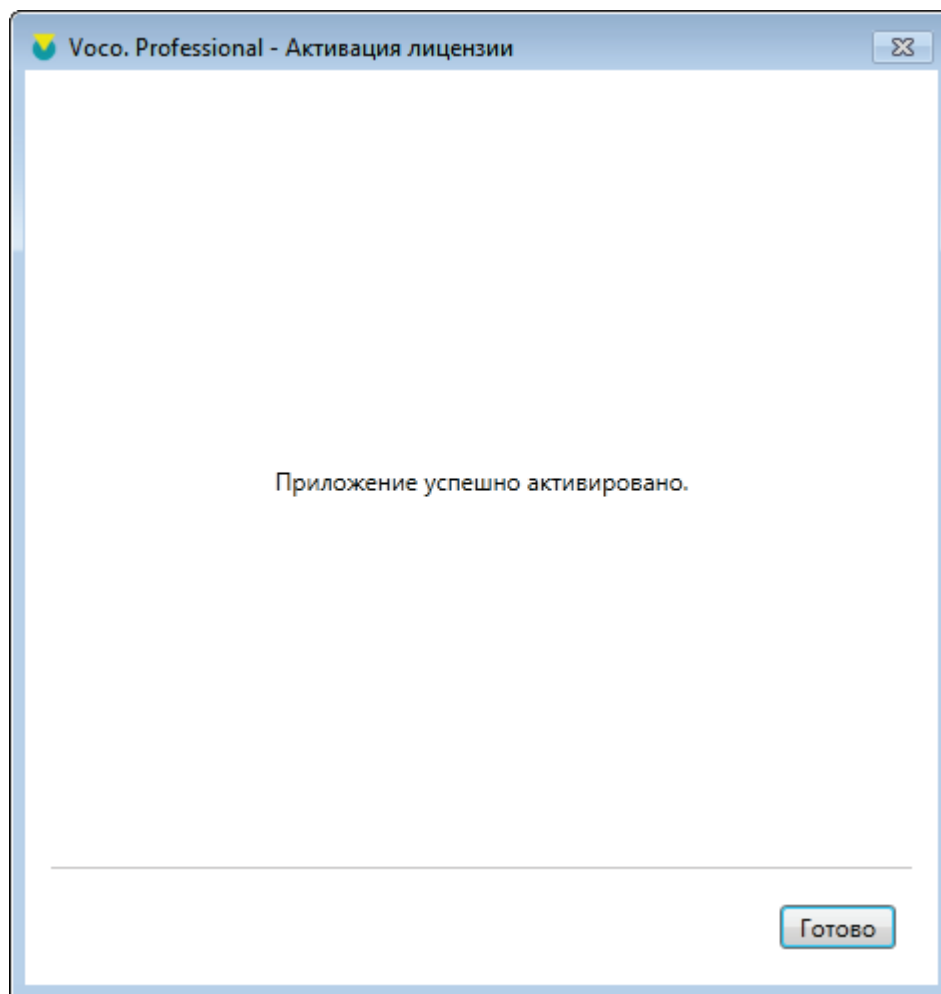 Voco. Professional - Активация лицензии
Приложение успешно активировано.
Готово